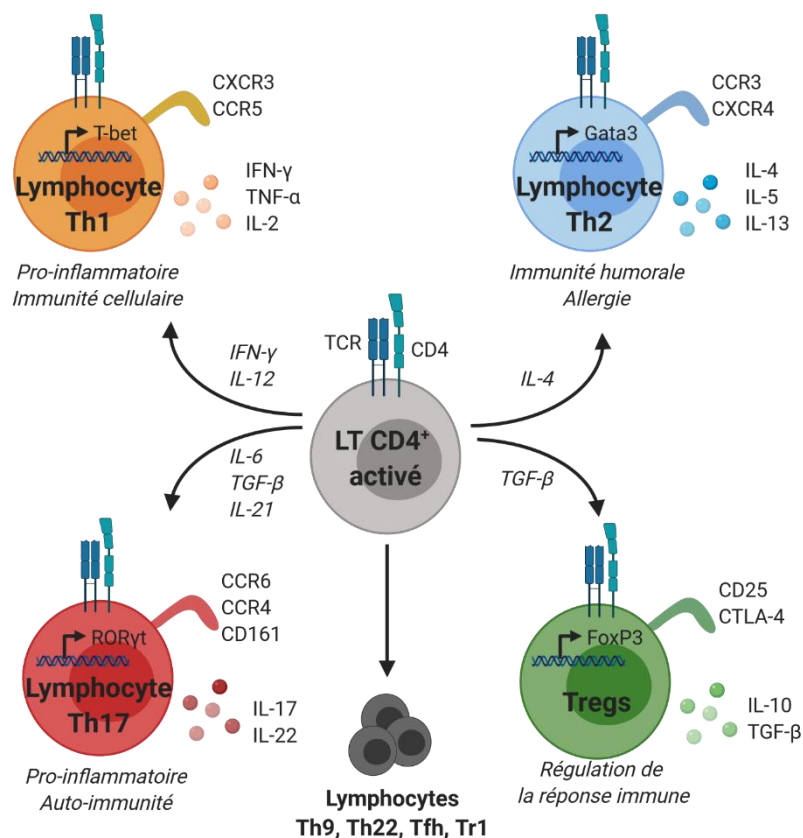 CXCR3
CCR5
T-bet
Lymphocyte
Th1
IFN-γ
TNF-α
IL-2
Pro-inflammatoire
Immunité cellulaire
CCR3
CXCR4
Gata3
Lymphocyte
Th2
IL-4
IL-5
IL-13
Immunité humorale
Allergie
TCR
CD4
LT CD4⁺
activé
IFN-γ
IL-12
IL-4
IL-6
TGF-β
IL-21
TGF-β
CCR6
CCR4
CD161
RORγt
Lymphocyte
Th17
IL-17
IL-22
Pro-inflammatoire
Auto-immunité
CD25
CTLA-4
FoxP3
Tregs
IL-10
TGF-β
Régulation de
la réponse immune
Lymphocytes
Th9, Th22, Tfh, Tr1